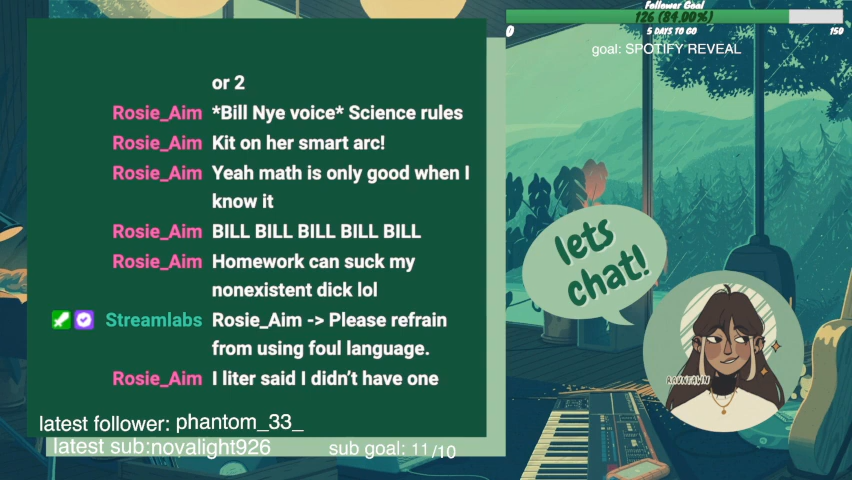 Follower Goal
126 (84.00%)
0
5 DAYS TO GO
150
goal: SPOTIFY REVEAL
or 2
Rosie_Aim *Bill Nye voice* Science rules
Rosie_Aim Kit on her smart arc!
Rosie_Aim Yeah math is only good when I
know it
Rosie_Aim BILL BILL BILL BILL BILL
Rosie_Aim Homework can suck my
nonexistent dick lol
Streamlabs Rosie_Aim -> Please refrain
from using foul language.
Rosie_Aim I liter said I didn't have one
lets
chat!
latest follower: phantom_33_
latest sub:novalight926
sub goal: 11/10